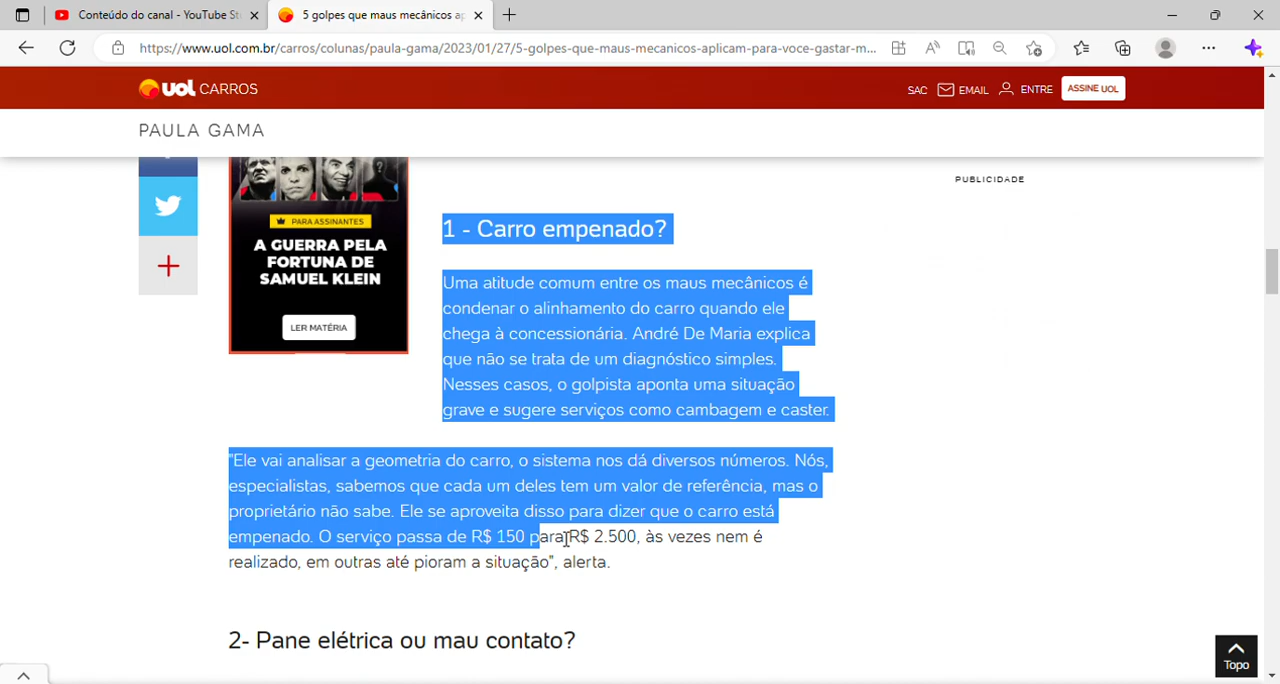 Conteúdo do canal - YouTube St
5 golpes que maus mecânicos ap
https://www.uol.com.br/carros/colunas/paula-gama/2023/01/27/5-golpes-que-maus-mecanicos-aplicam-para-voce-gastar-m...
UOL CARROS
SAC EMAIL ENTRE ASSINE UOL
PAULA GAMA
PUBLICIDADE
PARA ASSINANTES
A GUERRA PELA
FORTUNA DE
SAMUEL KLEIN
LER MATÉRIA
1 - Carro empenado?
Uma atitude comum entre os maus mecânicos é
condenar o alinhamento do carro quando ele
chega à concessionária. André De Maria explica
que não se trata de um diagnóstico simples.
Nesses casos, o golpista aponta uma situação
grave e sugere serviços como cambagem e caster.
"Ele vai analisar a geometria do carro, o sistema nos dá diversos números. Nós,
especialistas, sabemos que cada um deles tem um valor de referência, mas o
proprietário não sabe. Ele se aproveita disso para dizer que o carro está
empenado. O serviço passa de R$ 150 para R$ 2.500, às vezes nem é
realizado, em outras até pioram a situação", alerta.
2- Pane elétrica ou mau contato?
Topo